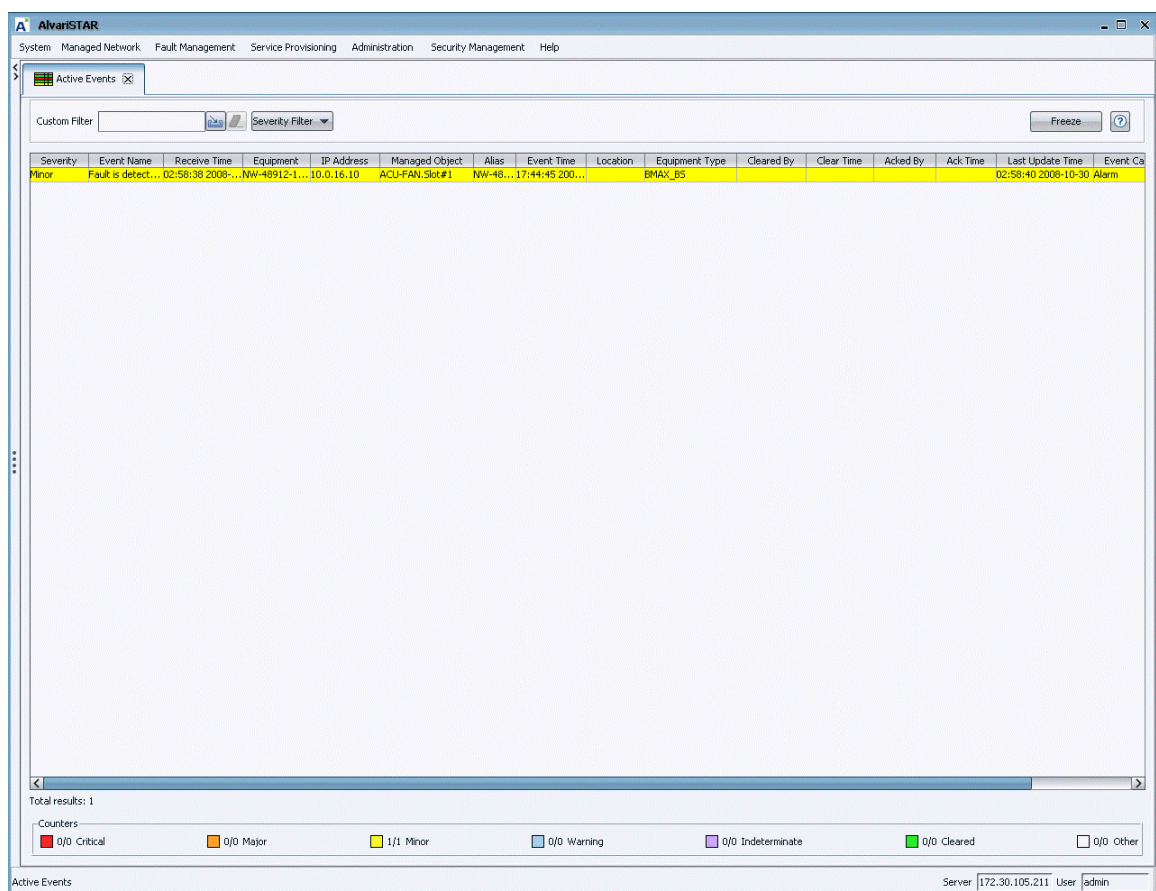 AlvariSTAR
System Managed Network Fault Management Service Provisioning Administration Security Management Help
Active Events
Custom Filter Severity Filter Freeze
Severity Event Name Receive Time Equipment IP Address Managed Object Alias Event Time Location Equipment Type Cleared By Clear Time Acked By Ack Time Last Update Time Event Ca
Minor Fault is detect... 02:58:38 2008-... NW-48912-1... 10.0.16.10 ACU-FAN.Slot#1 NW-48... 17:44:45 200... BMAX_BS 02:58:40 2008-10-30 Alarm
Total results: 1
Counters
0/0 Critical 0/0 Major 1/1 Minor 0/0 Warning 0/0 Indeterminate 0/0 Cleared 0/0 Other
Active Events Server 172.30.105.211 User admin